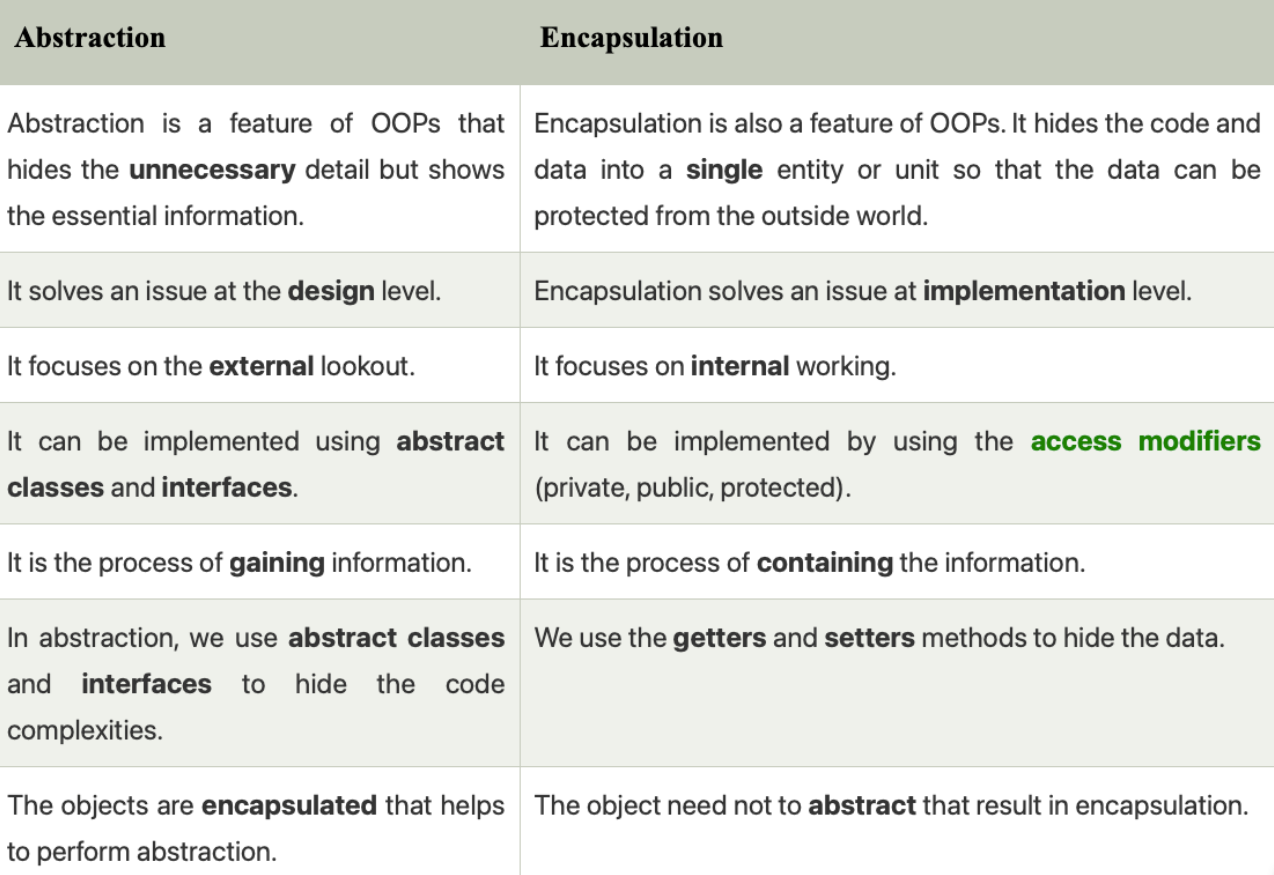 Abstraction
Encapsulation
Abstraction is a feature of OOPs that
hides the unnecessary detail but shows
the essential information.
Encapsulation is also a feature of OOPs. It hides the code and
data into a single entity or unit so that the data can be
protected from the outside world.
It solves an issue at the design level.
Encapsulation solves an issue at implementation level.
It focuses on the external lookout.
It focuses on internal working.
It can be implemented using abstract
classes and interfaces.
It can be implemented by using the access modifiers
(private, public, protected).
It is the process of gaining information.
It is the process of containing the information.
In abstraction, we use abstract classes
and interfaces to hide the code
complexities.
We use the getters and setters methods to hide the data.
The objects are encapsulated that helps
to perform abstraction.
The object need not to abstract that result in encapsulation.